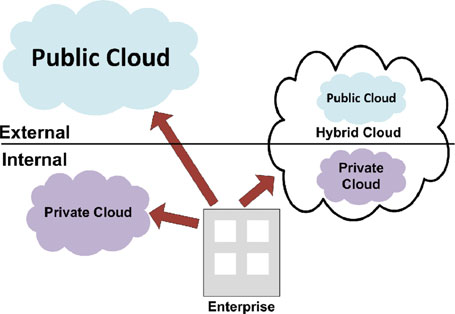 Public Cloud
Public Cloud
Hybrid Cloud
External
Internal
Private
Cloud
Private Cloud
Enterprise